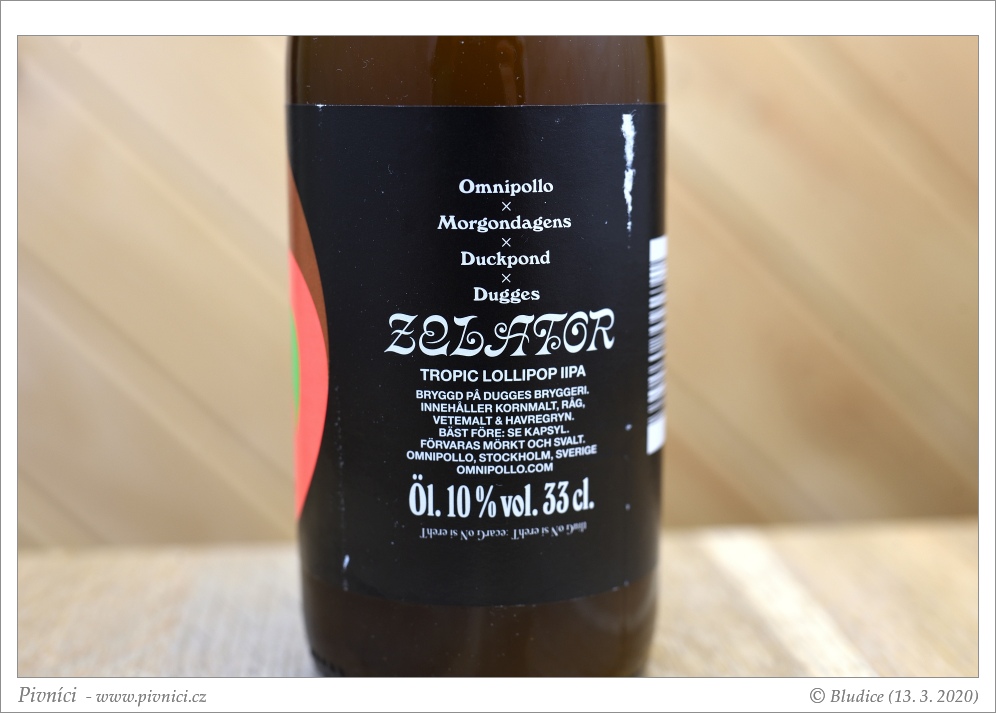 Omnipollo
×
Morgondagens
×
Duckpond
×
Dugges
ZELATOR
TROPIC LOLLIPOP IIPA
BRYGGD PÅ DUGGES BRYGGERI.
INNEHÅLLER KORNMALT, RÅG,
VETEMALT & HAVREGRYN.
BÄST FÖRE: SE KAPSYL.
FÖRVARAS MÖRKT OCH SVALT.
OMNIPOLLO, STOCKHOLM, SVERIGE
OMNIPOLLO.COM
Öl. 10 % vol. 33 cl.
There is No Grace: There is No Guilt
Pivníci - www.pivnici.cz
© Bludice (13. 3. 2020)